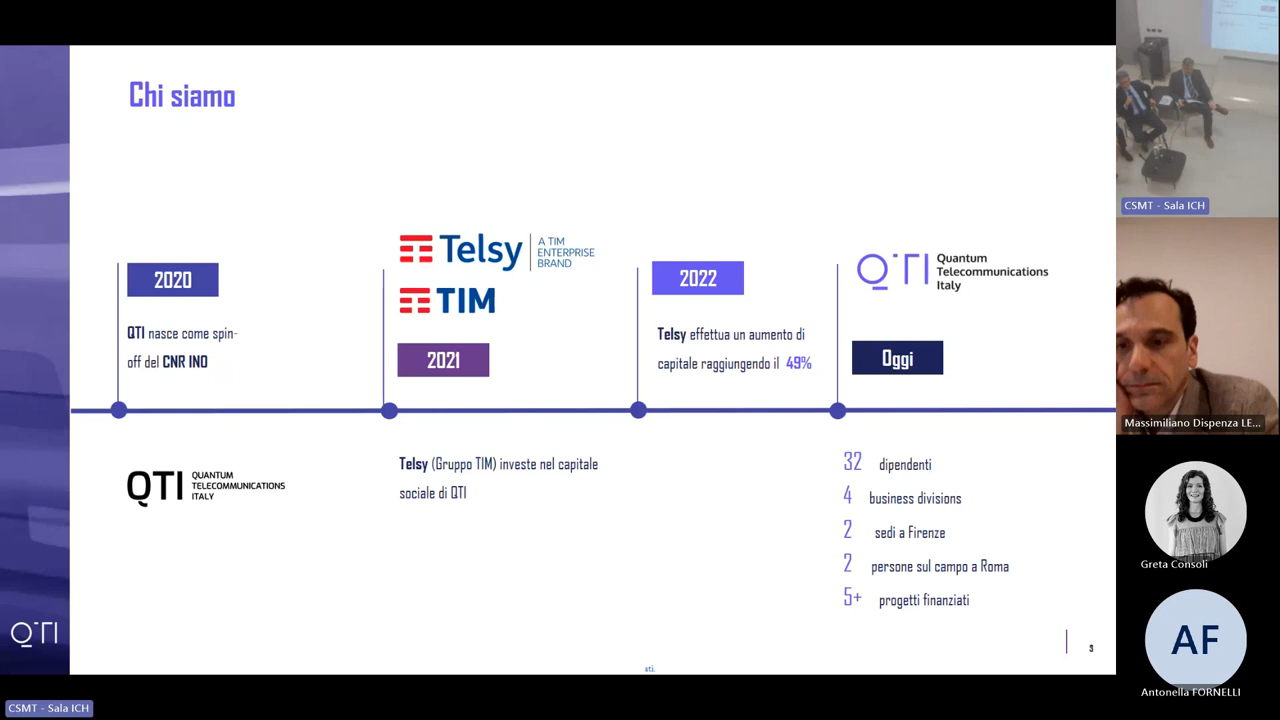 Chi siamo
2020
QTI nasce come spin-
off del CNR INO
QTI QUANTUM
TELECOMMUNICATIONS
ITALY
Telsy A TIM
ENTERPRISE
BRAND
TIM
2021
Telsy (Gruppo TIM) investe nel capitale
sociale di QTI
2022
Telsy effettua un aumento di
capitale raggiungendo il 49%
QTI Quantum
Telecommunications
Italy
Oggi
32 dipendenti
4 business divisions
2 sedi a Firenze
2 persone sul campo a Roma
5+ progetti finanziati
QTI
3
CSMT - Sala ICH
CSMT - Sala ICH
Massimiliano Dispenza LE...
Greta Consoli
AF
Antonella FORNELLI